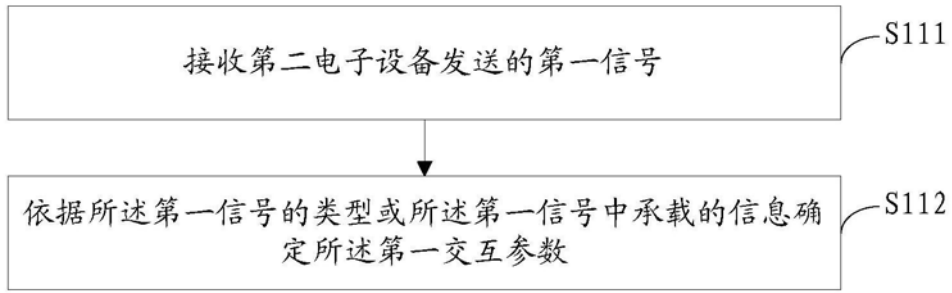 接收第二电子设备发送的第一信号
S111
依据所述第一信号的类型或所述第一信号中承载的信息确
定所述第一交互参数
S112